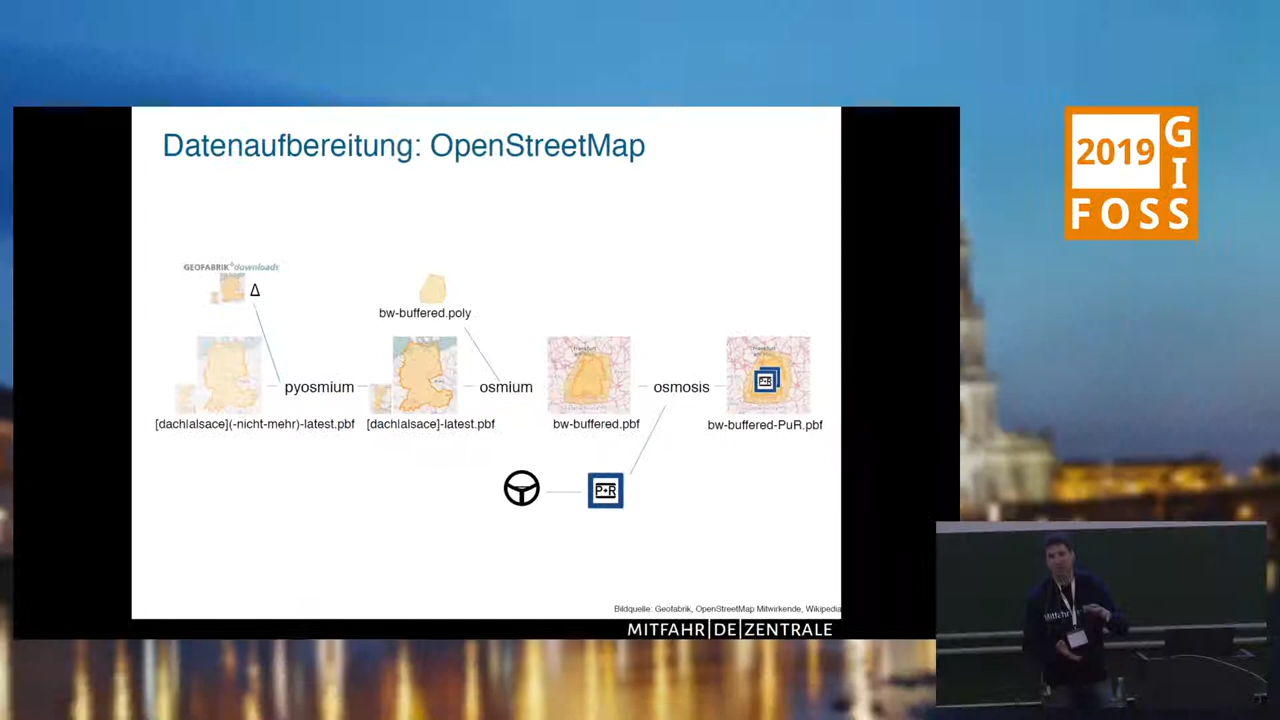 Datenaufbereitung: OpenStreetMap
2019
G
I
FOSS
GEOFABRIK downloads
Δ
bw-buffered.poly
pyosmium
osmium
osmosis
P+R
[dach|alsace](-nicht-mehr)-latest.pbf
[dach|alsace]-latest.pbf
bw-buffered.pbf
bw-buffered-PuR.pbf
P+R
Bildquelle: Geofabrik, OpenStreetMap Mitwirkende, Wikipedia
MITFAHR|DE|ZENTRALE